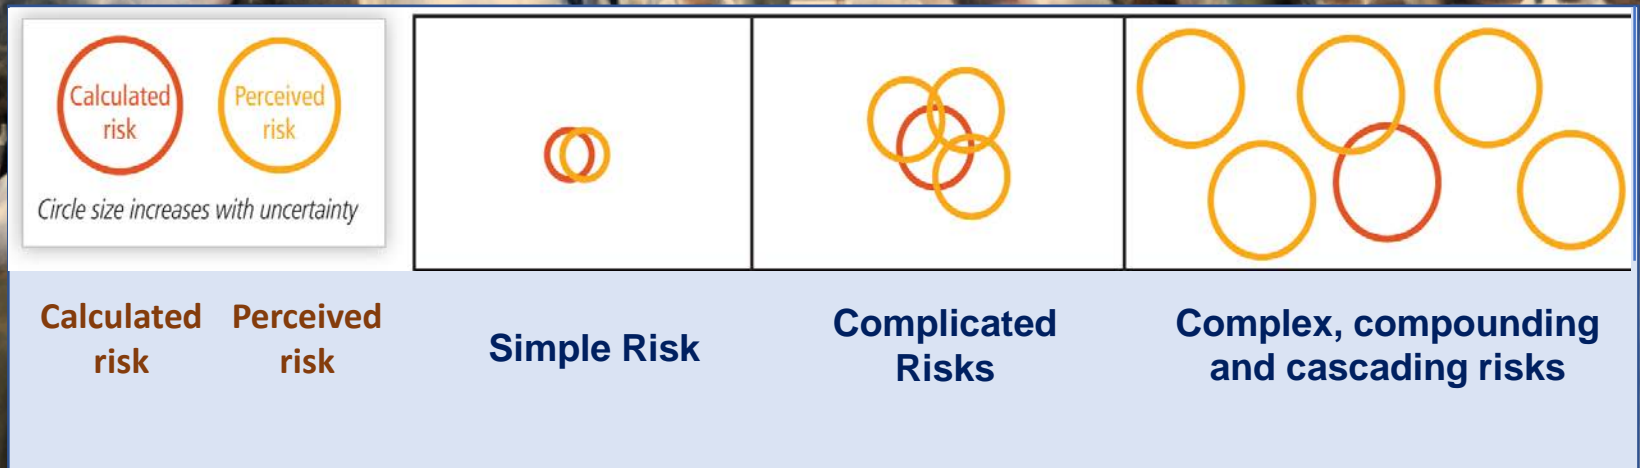 Calculated
risk
Perceived
risk
Circle size increases with uncertainty
Calculated
risk
Perceived
risk
Simple Risk
Complicated
Risks
Complex, compounding
and cascading risks